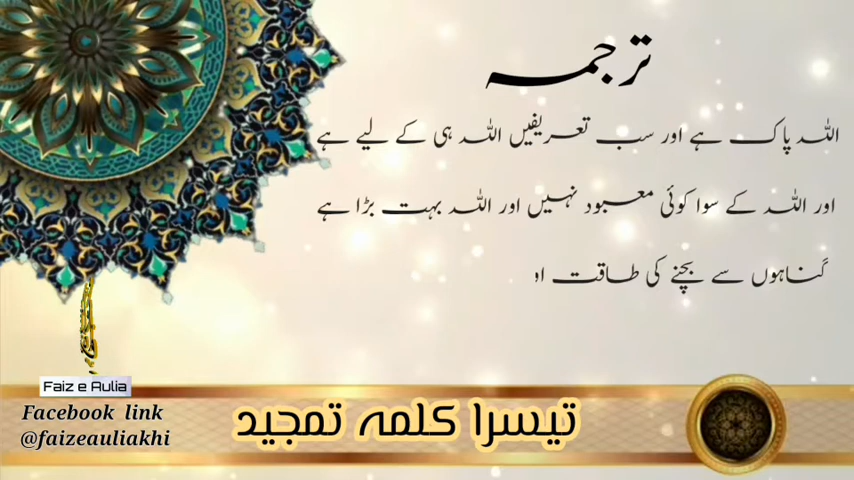 ترجمہ
اللہ پاک ہے اور سب تعریفیں اللہ ہی کے لیے ہے
اور اللہ کے سوا کوئی معبود نہیں اور اللہ بہت بڑا ہے
گناہوں سے بچنے کی طاقت او
Faiz e Aulia
Facebook link
@faizeauliakhi
تیسرا کلمہ تمجید